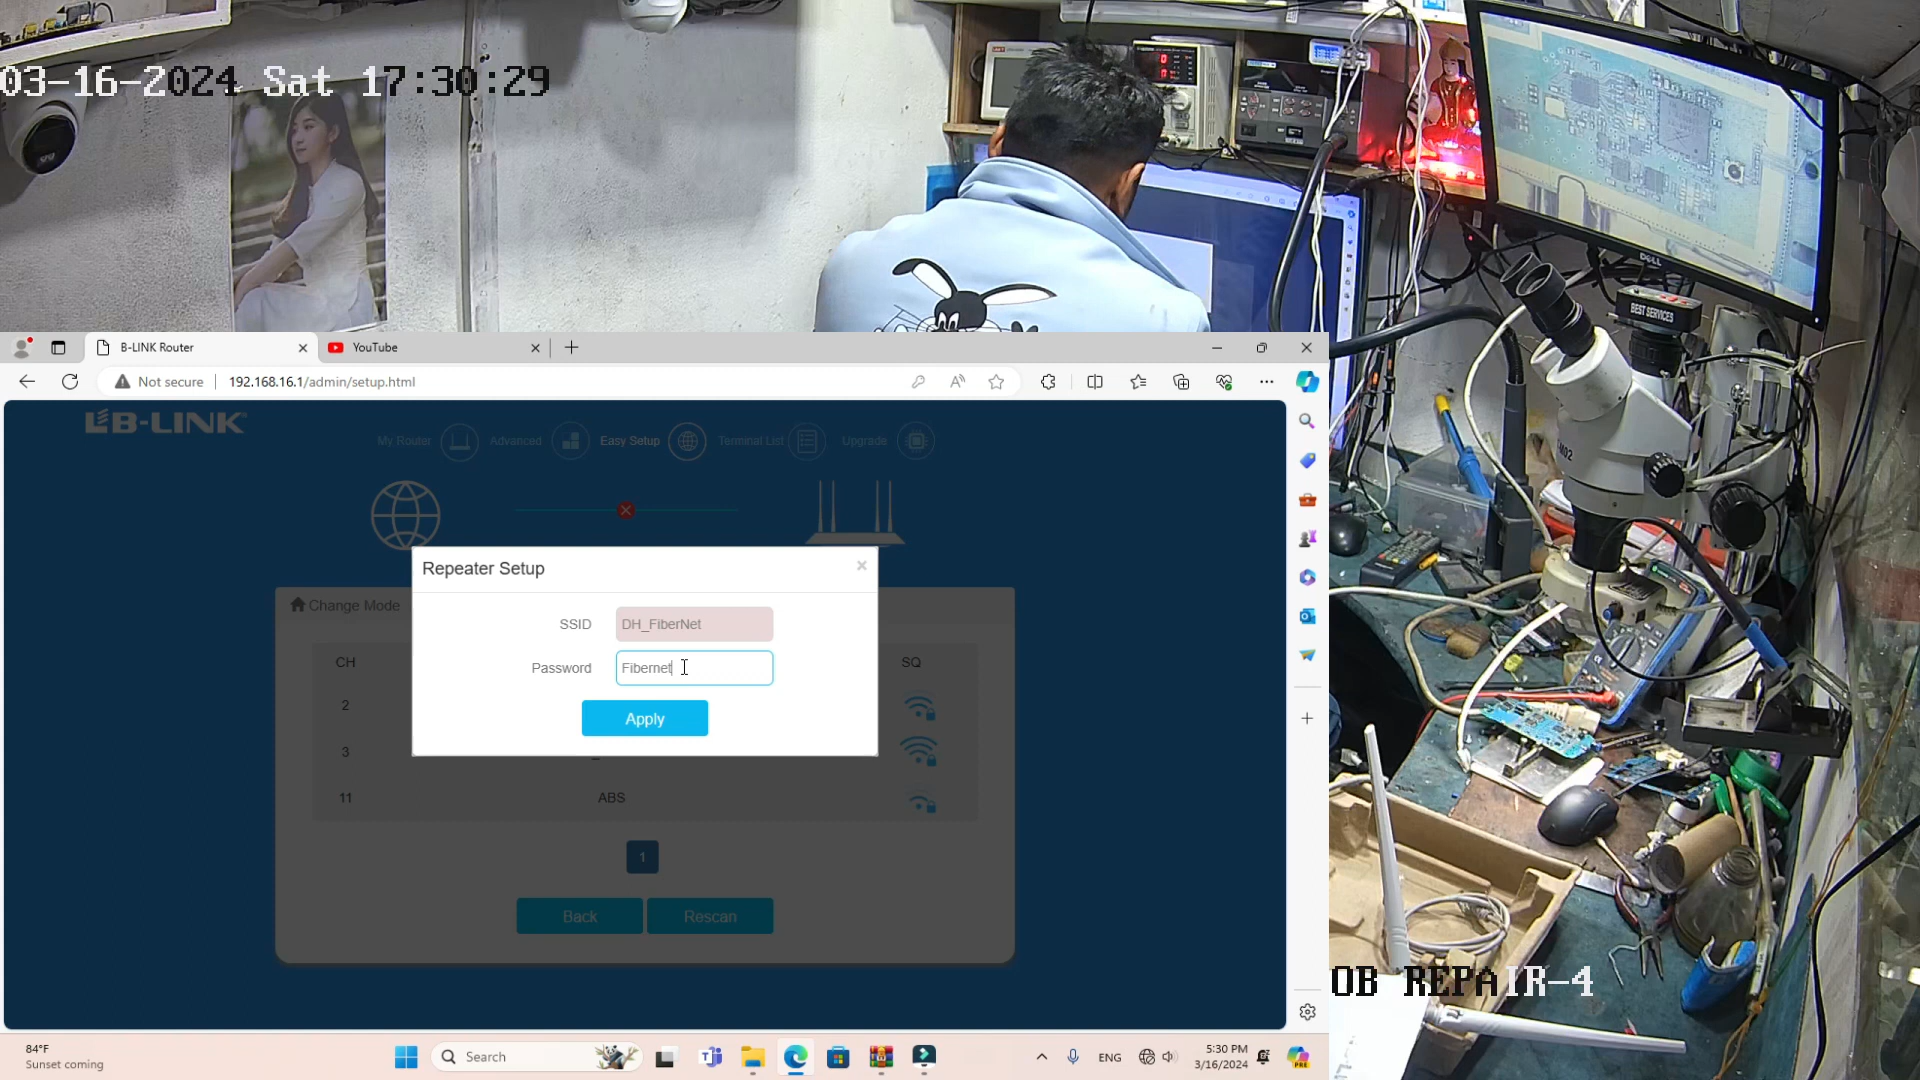 03-16-2024 Sat 17:30:29
DELL
BEST SERVICES
B-LINK Router
YouTube
Not secure
192.168.16.1/admin/setup.html
LB-LINK
My Router
Advanced
Easy Setup
Terminal List
Upgrade
Repeater Setup
×
SSID
DH_FiberNet
Password
Fibernet
Apply
Change Mode
CH
SQ
2
3
11
ABS
1
Back
Rescan
OB REPAIR-4
84°F
Sunset coming
Search
ENG
5:30 PM
3/16/2024
PRE